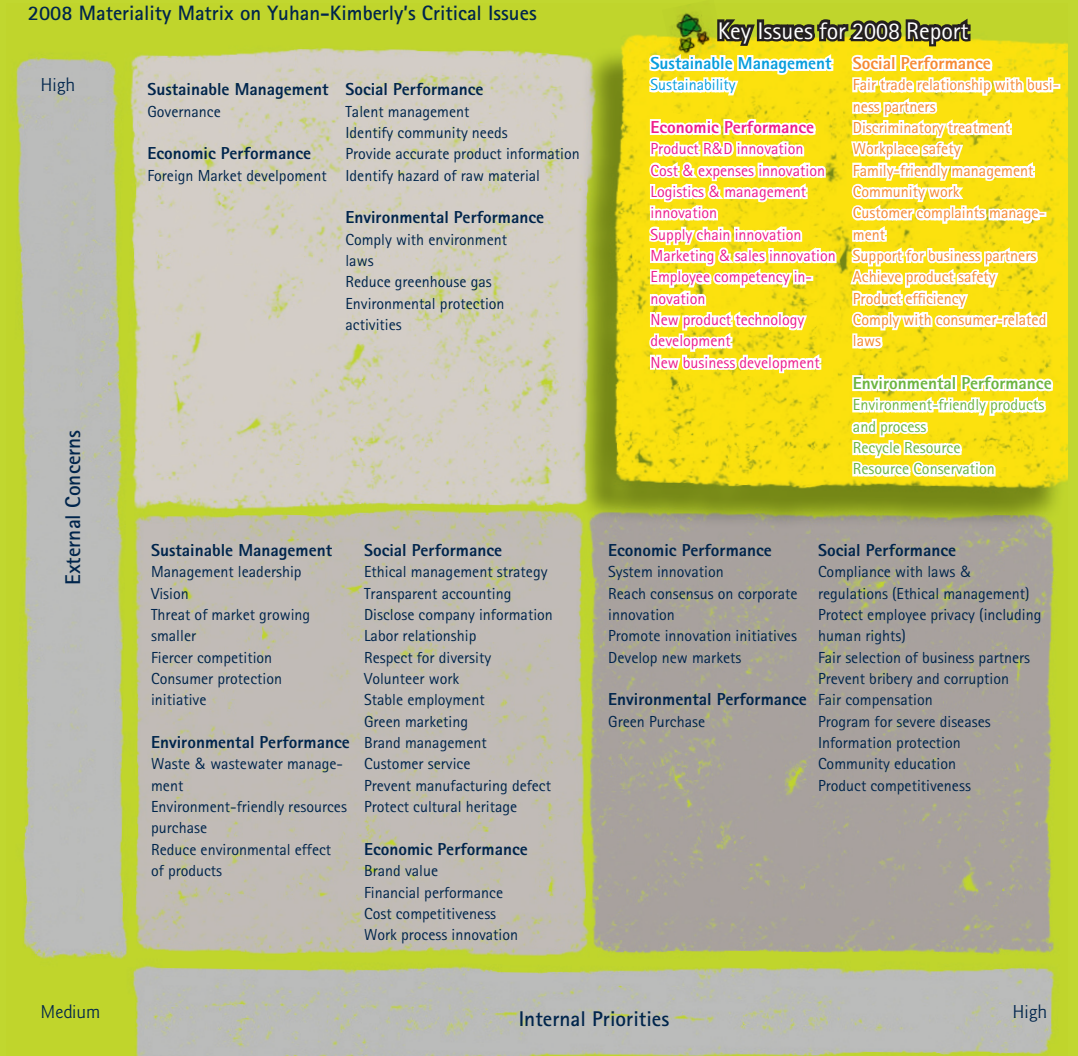 2008 Materiality Matrix on Yuhan-Kimberly's Critical Issues
High
External Concerns
Sustainable Management
Governance
Economic Performance
Foreign Market develpoment
Social Performance
Talent management
Identify community needs
Provide accurate product information
Identify hazard of raw material
Environmental Performance
Comply with environment
laws
Reduce greenhouse gas
Environmental protection
activities
Key Issues for 2008 Report
Sustainable Management
Sustainability
Economic Performance
Product R&D innovation
Cost & expenses innovation
Logistics & management
innovation
Supply chain innovation
Marketing & sales innovation
Employee competency in-
novation
New product technology
development
New business development
Social Performance
Fair trade relationship with busi-
ness partners
Discriminatory treatment
Workplace safety
Family-friendly management
Community work
Customer complaints manage-
ment
Support for business partners
Achieve product safety
Product efficiency
Comply with consumer-related
laws
Environmental Performance
Environment-friendly products
and process
Recycle Resource
Resource Conservation
Sustainable Management
Management leadership
Vision
Threat of market growing
smaller
Fiercer competition
Consumer protection
initiative
Environmental Performance
Waste & wastewater manage-
ment
Environment-friendly resources
purchase
Reduce environmental effect
of products
Social Performance
Ethical management strategy
Transparent accounting
Disclose company information
Labor relationship
Respect for diversity
Volunteer work
Stable employment
Green marketing
Brand management
Customer service
Prevent manufacturing defect
Protect cultural heritage
Economic Performance
Brand value
Financial performance
Cost competitiveness
Work process innovation
Economic Performance
System innovation
Reach consensus on corporate
innovation
Promote innovation initiatives
Develop new markets
Environmental Performance
Green Purchase
Social Performance
Compliance with laws &
regulations (Ethical management)
Protect employee privacy (including
human rights)
Fair selection of business partners
Prevent bribery and corruption
Fair compensation
Program for severe diseases
Information protection
Community education
Product competitiveness
Medium
Internal Priorities
High